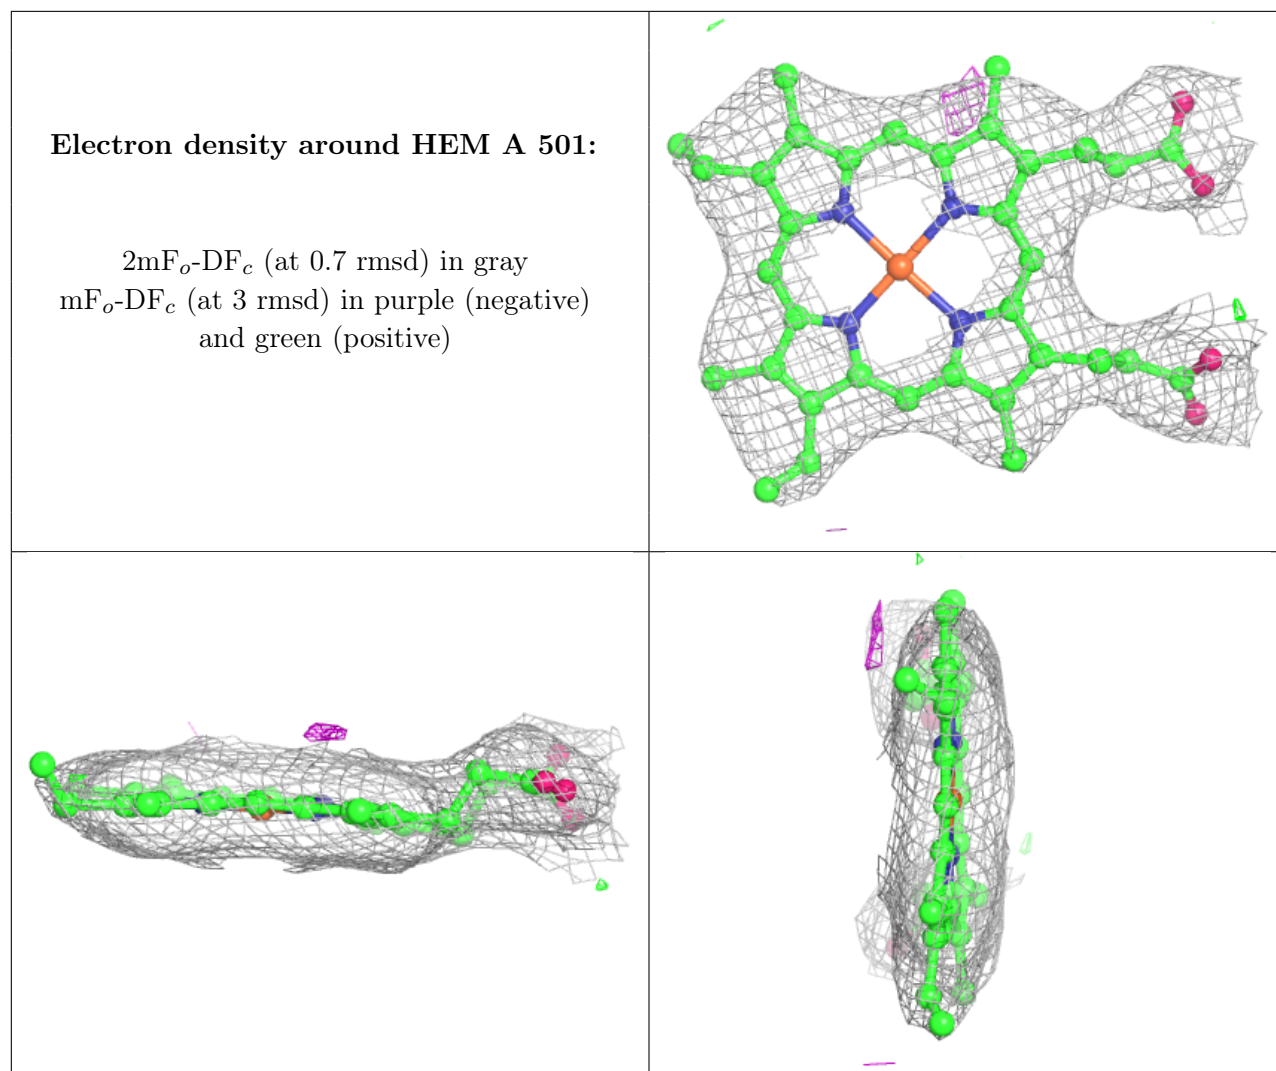 Electron density around HEM A 501:
2mFo-DFc (at 0.7 rmsd) in gray
mFo-DFc (at 3 rmsd) in purple (negative)
and green (positive)